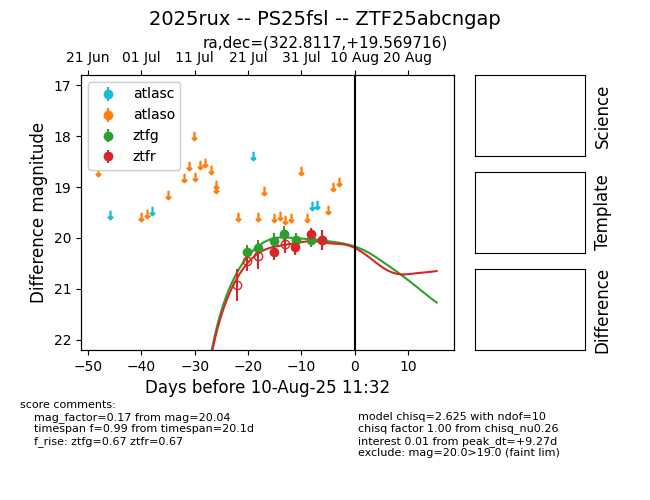 2025rux -- PS25fsl -- ZTF25abcngap
ra,dec=(322.8117,+19.569716)
21 Jun 01 Jul 11 Jul 21 Jul 31 Jul 10 Aug 20 Aug
17
18
19
20
21
22
Difference magnitude
atlasc
atlaso
ztfg
ztfr
−50 −40 −30 −20 −10 0 10
Days before 10-Aug-25 11:32
Science
Template
Difference
score comments:
mag_factor=0.17 from mag=20.04
timespan f=0.99 from timespan=20.1d
f_rise: ztfg=0.67 ztfr=0.67
model chisq=2.625 with ndof=10
chisq factor 1.00 from chisq_nu0.26
interest 0.01 from peak_dt=+9.27d
exclude: mag=20.0>19.0 (faint lim)